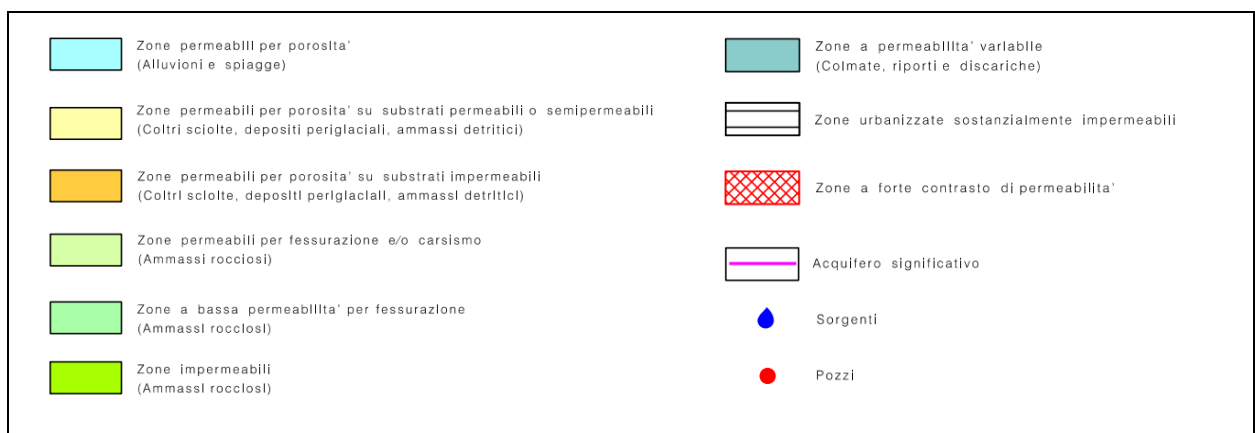 Zone permeabili per porosita'
(Alluvioni e spiagge)
Zone permeabili per porosita' su substrati permeabili o semipermeabili
(Coltri sciolte, depositi periglaciali, ammassi detritici)
Zone permeabili per porosita' su substrati impermeabili
(Coltri sciolte, depositi periglaciali, ammassi detritici)
Zone permeabili per fessurazione e/o carsismo
(Ammassi rocciosi)
Zone a bassa permeabilita' per fessurazione
(Ammassi rocciosi)
Zone impermeabili
(Ammassi rocciosi)
Zone a permeabilita' variabile
(Colmate, riporti e discariche)
Zone urbanizzate sostanzialmente impermeabili
Zone a forte contrasto di permeabilita'
Acquifero significativo
Sorgenti
Pozzi